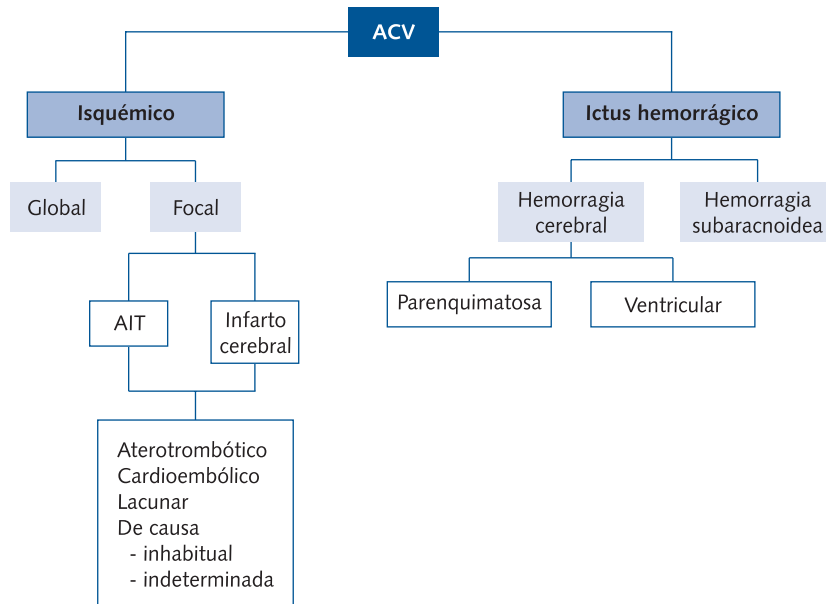 ACV
Isquémico
Ictus hemorrágico
Global
Focal
Hemorragia
cerebral
Hemorragia
subaracnoidea
AIT
Infarto
cerebral
Parenquimatosa
Ventricular
Aterotrombótico
Cardioembólico
Lacunar
De causa
- inhabitual
- indeterminada